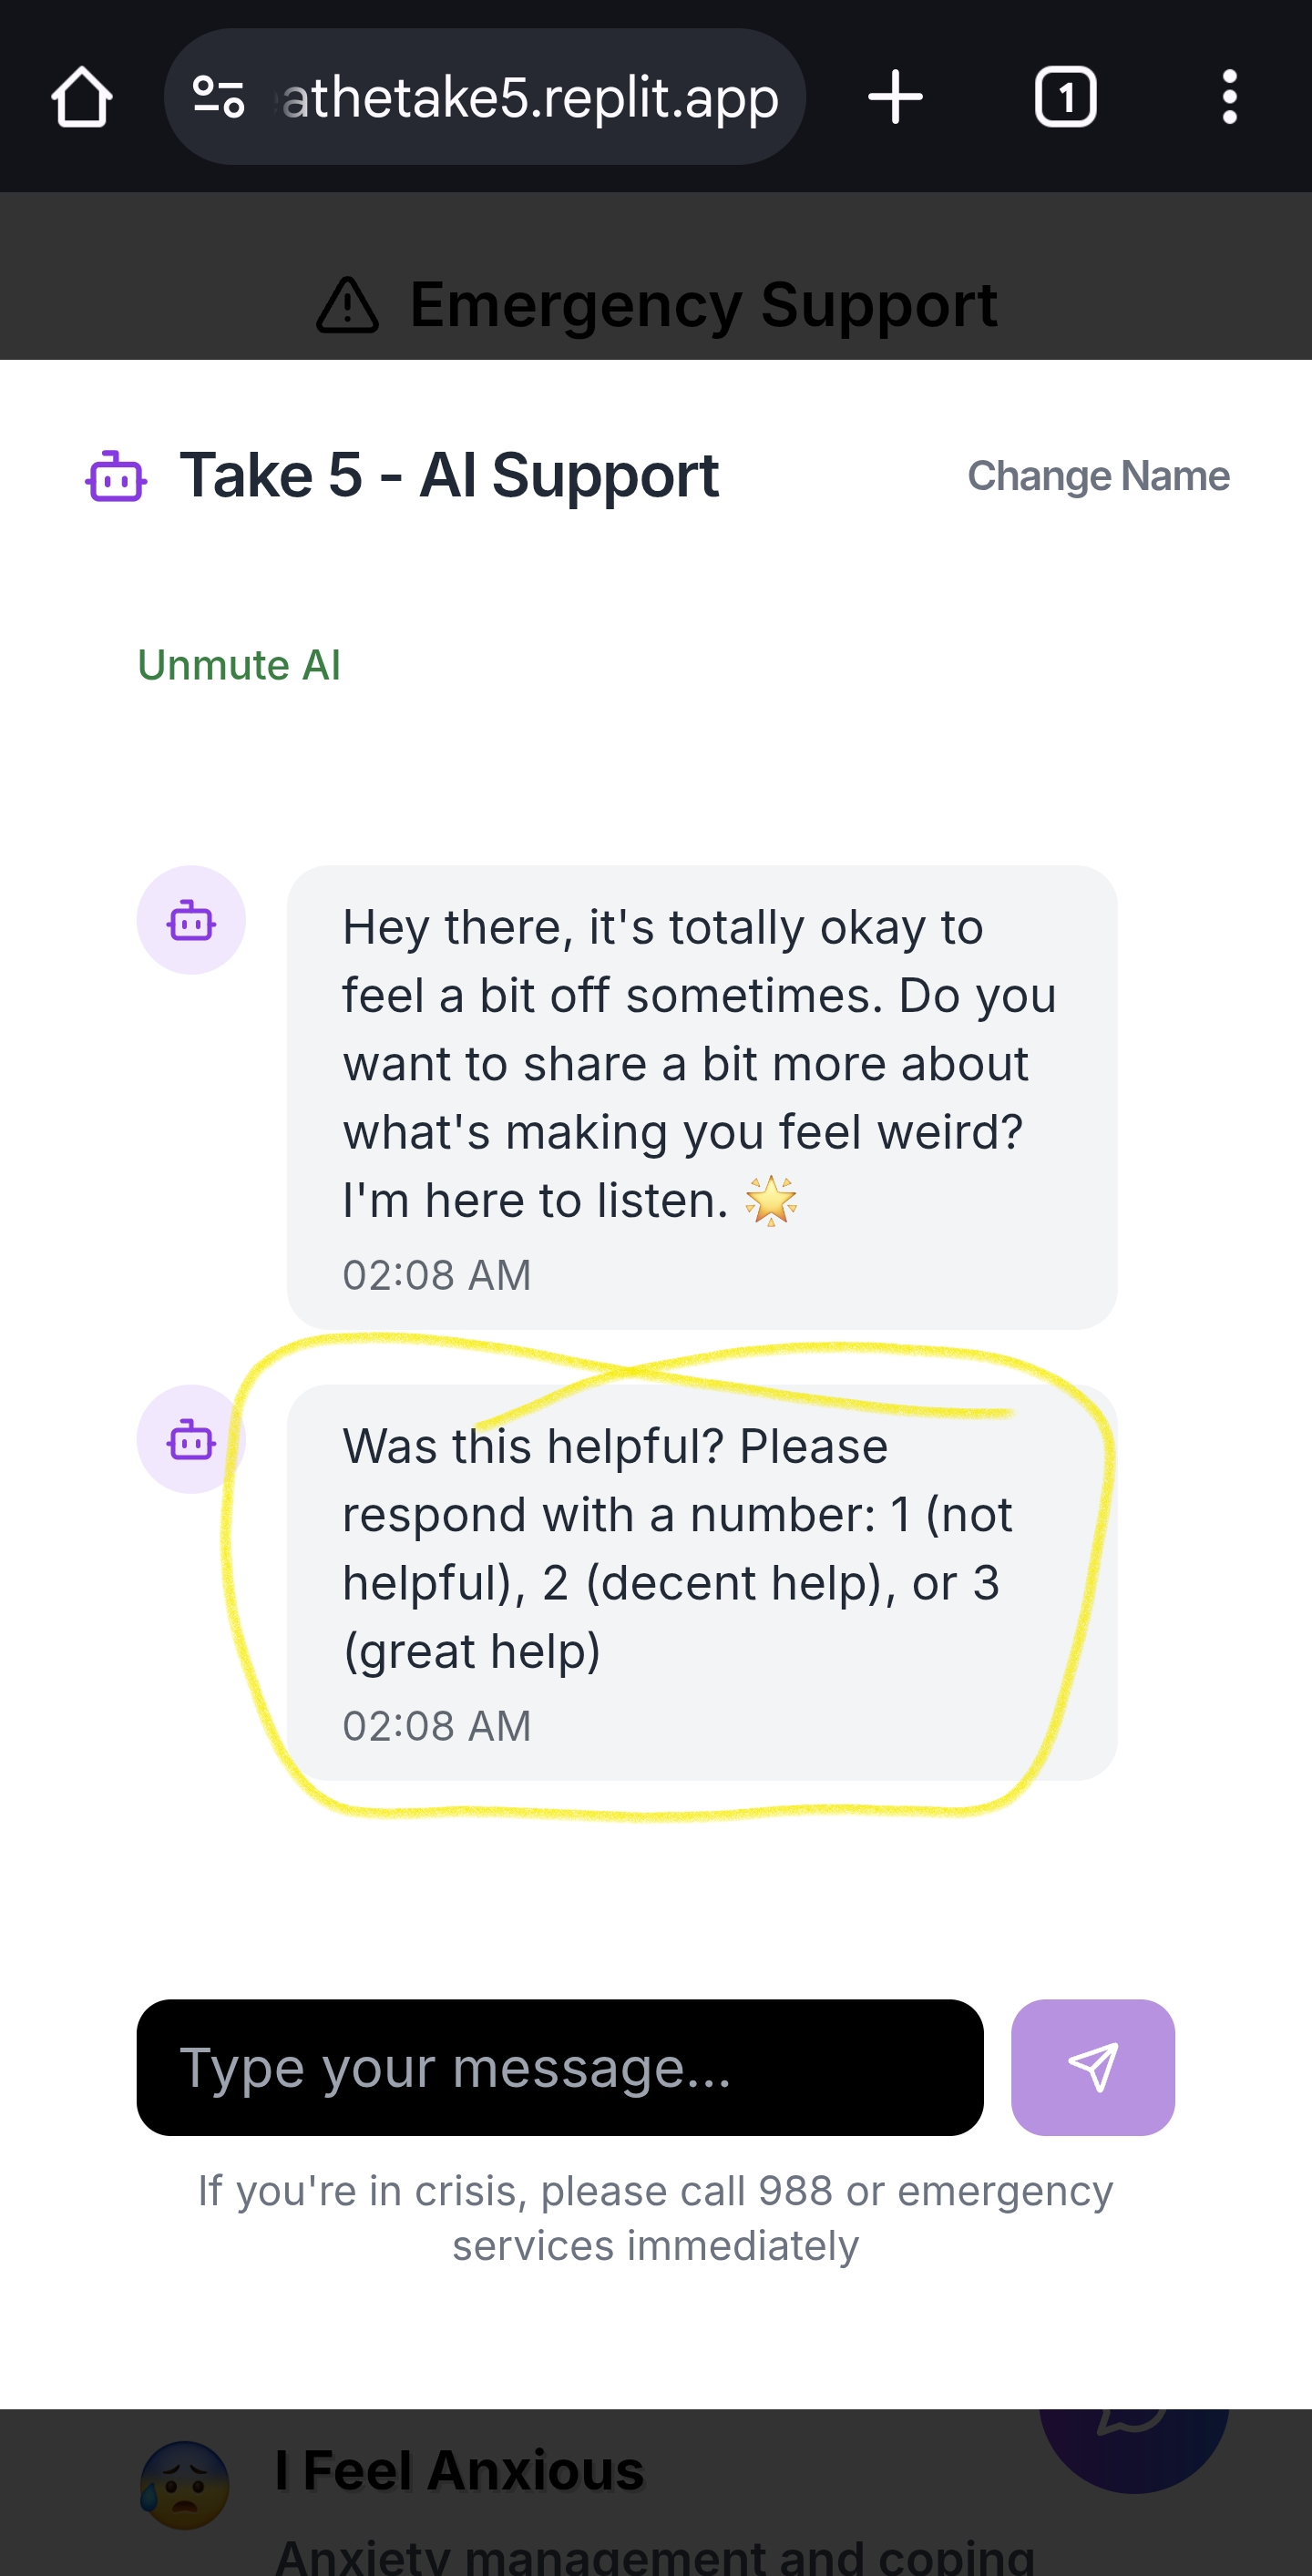 athetake5.replit.app
1
Emergency Support
Take 5 - AI Support
Change Name
Unmute AI
Hey there, it's totally okay to
feel a bit off sometimes. Do you
want to share a bit more about
what's making you feel weird?
I'm here to listen. 🌟
02:08 AM
Was this helpful? Please
respond with a number: 1 (not
helpful), 2 (decent help), or 3
(great help)
02:08 AM
Type your message...
If you're in crisis, please call 988 or emergency
services immediately
I Feel Anxious
Anxiety management and coping